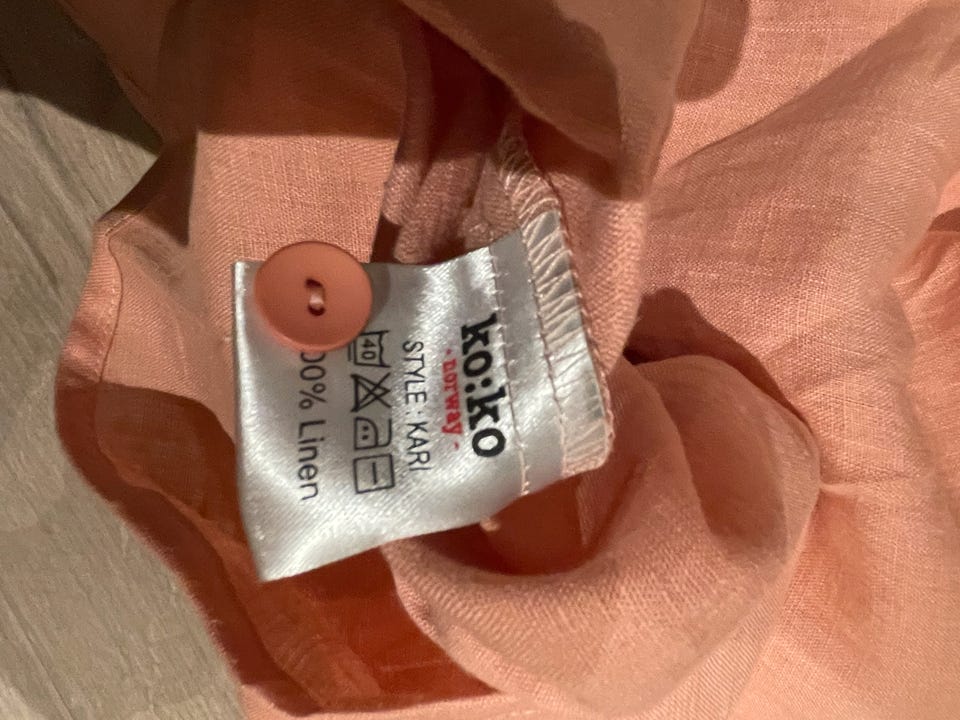 ko:ko
· norway ·
STYLE : KARI
40
00% Linen